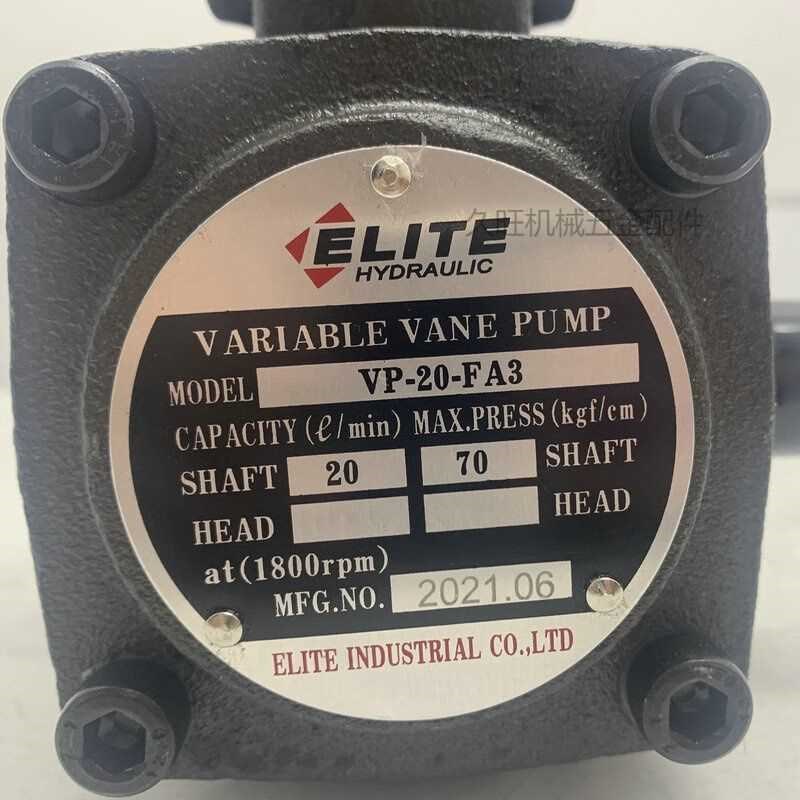 ELITE
HYDRAULIC
久旺机械五金配件
VARIABLE VANE PUMP
MODEL VP-20-FA3
CAPACITY (ℓ/min) MAX.PRESS (kgf/cm)
SHAFT 20 70 SHAFT
HEAD HEAD
at (1800rpm)
MFG.NO. 2021.06
ELITE INDUSTRIAL CO.,LTD